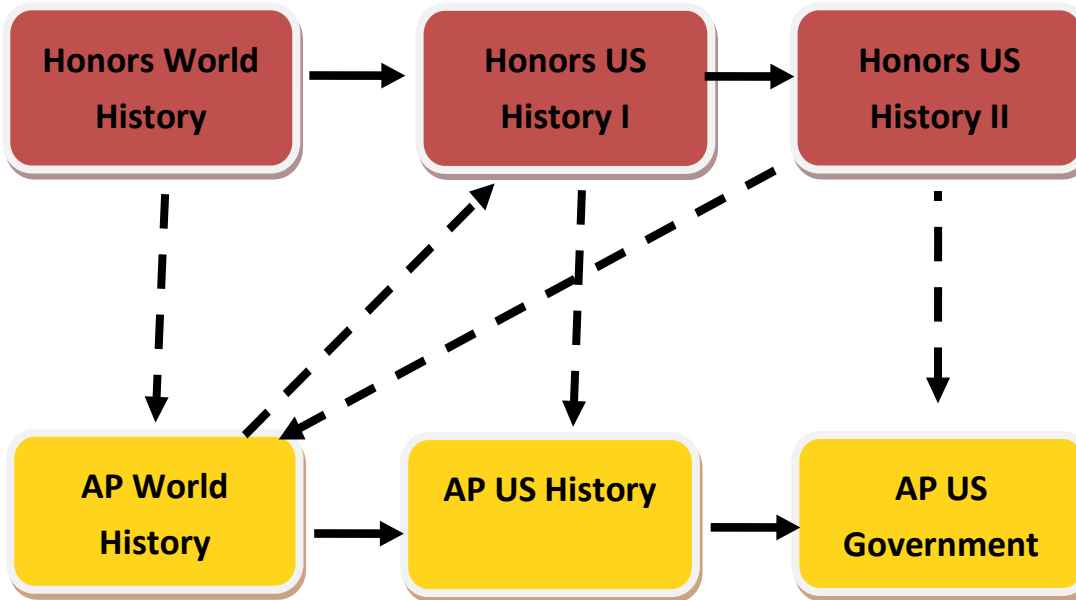 Honors World
History
Honors US
History I
Honors US
History II
AP World
History
AP US History
AP US
Government